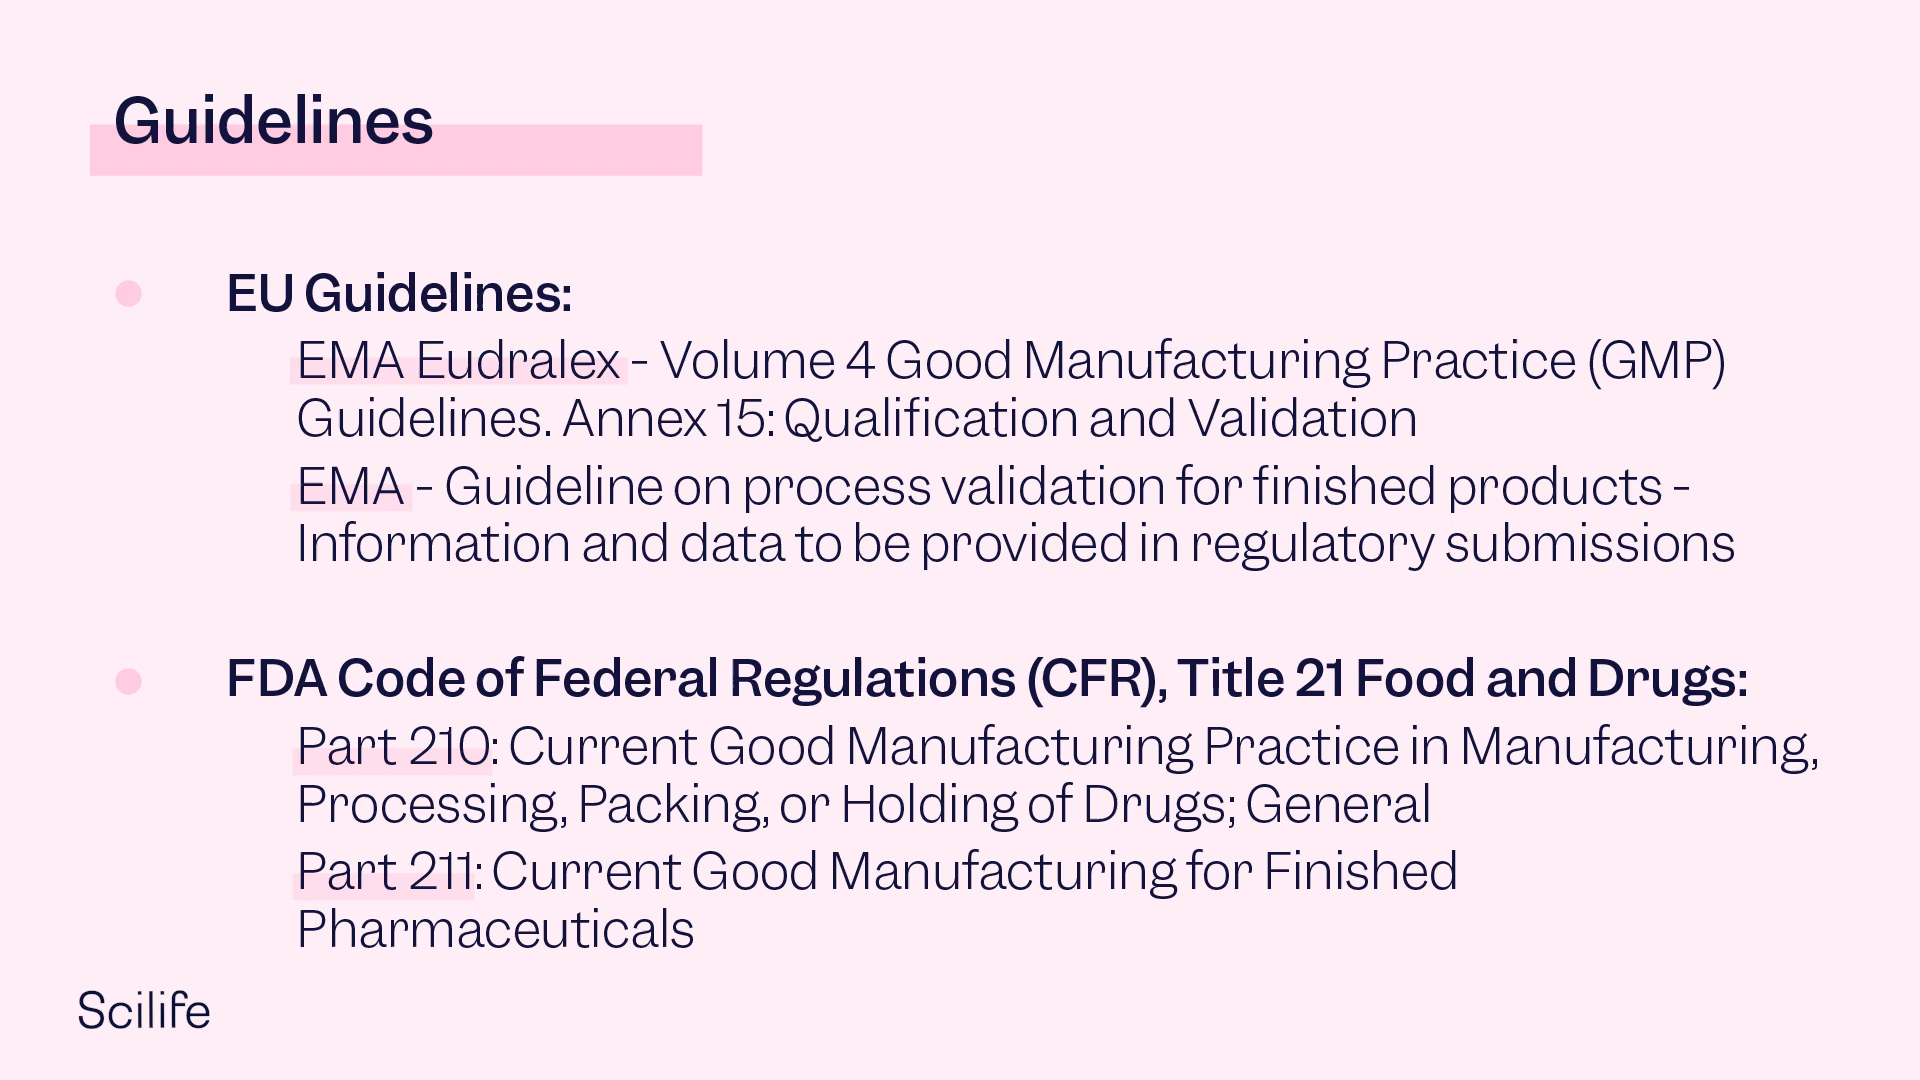 Guidelines
EU Guidelines:
EMA Eudralex - Volume 4 Good Manufacturing Practice (GMP)
Guidelines. Annex 15: Qualification and Validation
EMA - Guideline on process validation for finished products -
Information and data to be provided in regulatory submissions
FDA Code of Federal Regulations (CFR), Title 21 Food and Drugs:
Part 210: Current Good Manufacturing Practice in Manufacturing,
Processing, Packing, or Holding of Drugs; General
Part 211: Current Good Manufacturing for Finished
Pharmaceuticals
Scilife